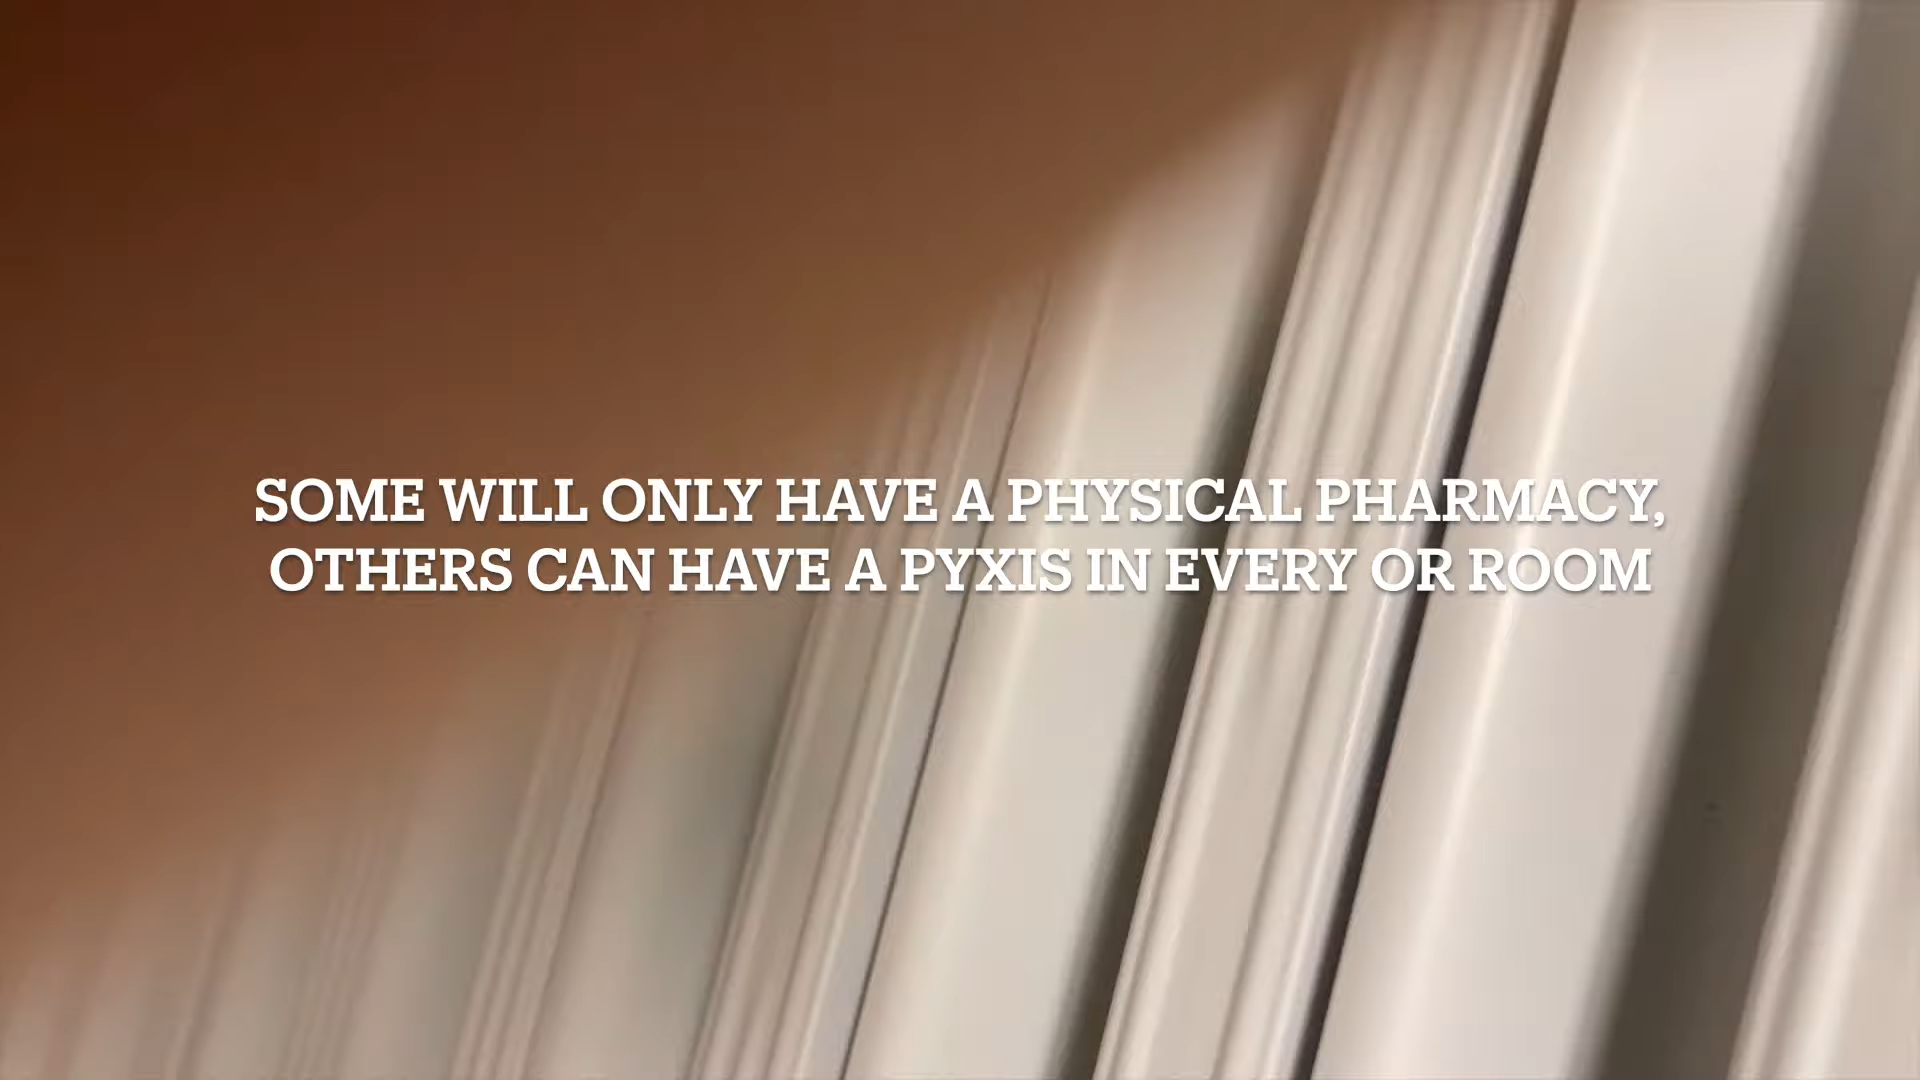 SOME WILL ONLY HAVE A PHYSICAL PHARMACY,
OTHERS CAN HAVE A PYXIS IN EVERY OR ROOM